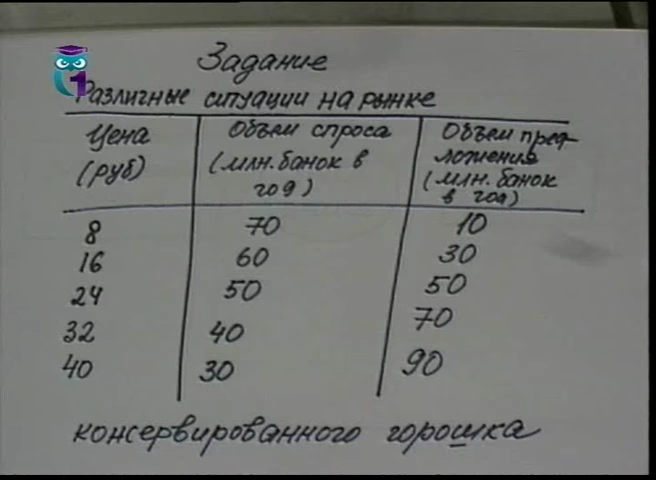 Задание
Различные ситуации на рынке
Цена (руб) | Объем спроса (млн. банок в год) | Объем предложения (млн. банок в год)
8 70 10
16 60 30
24 50 50
32 40 70
40 30 90
консервированного горошка
1